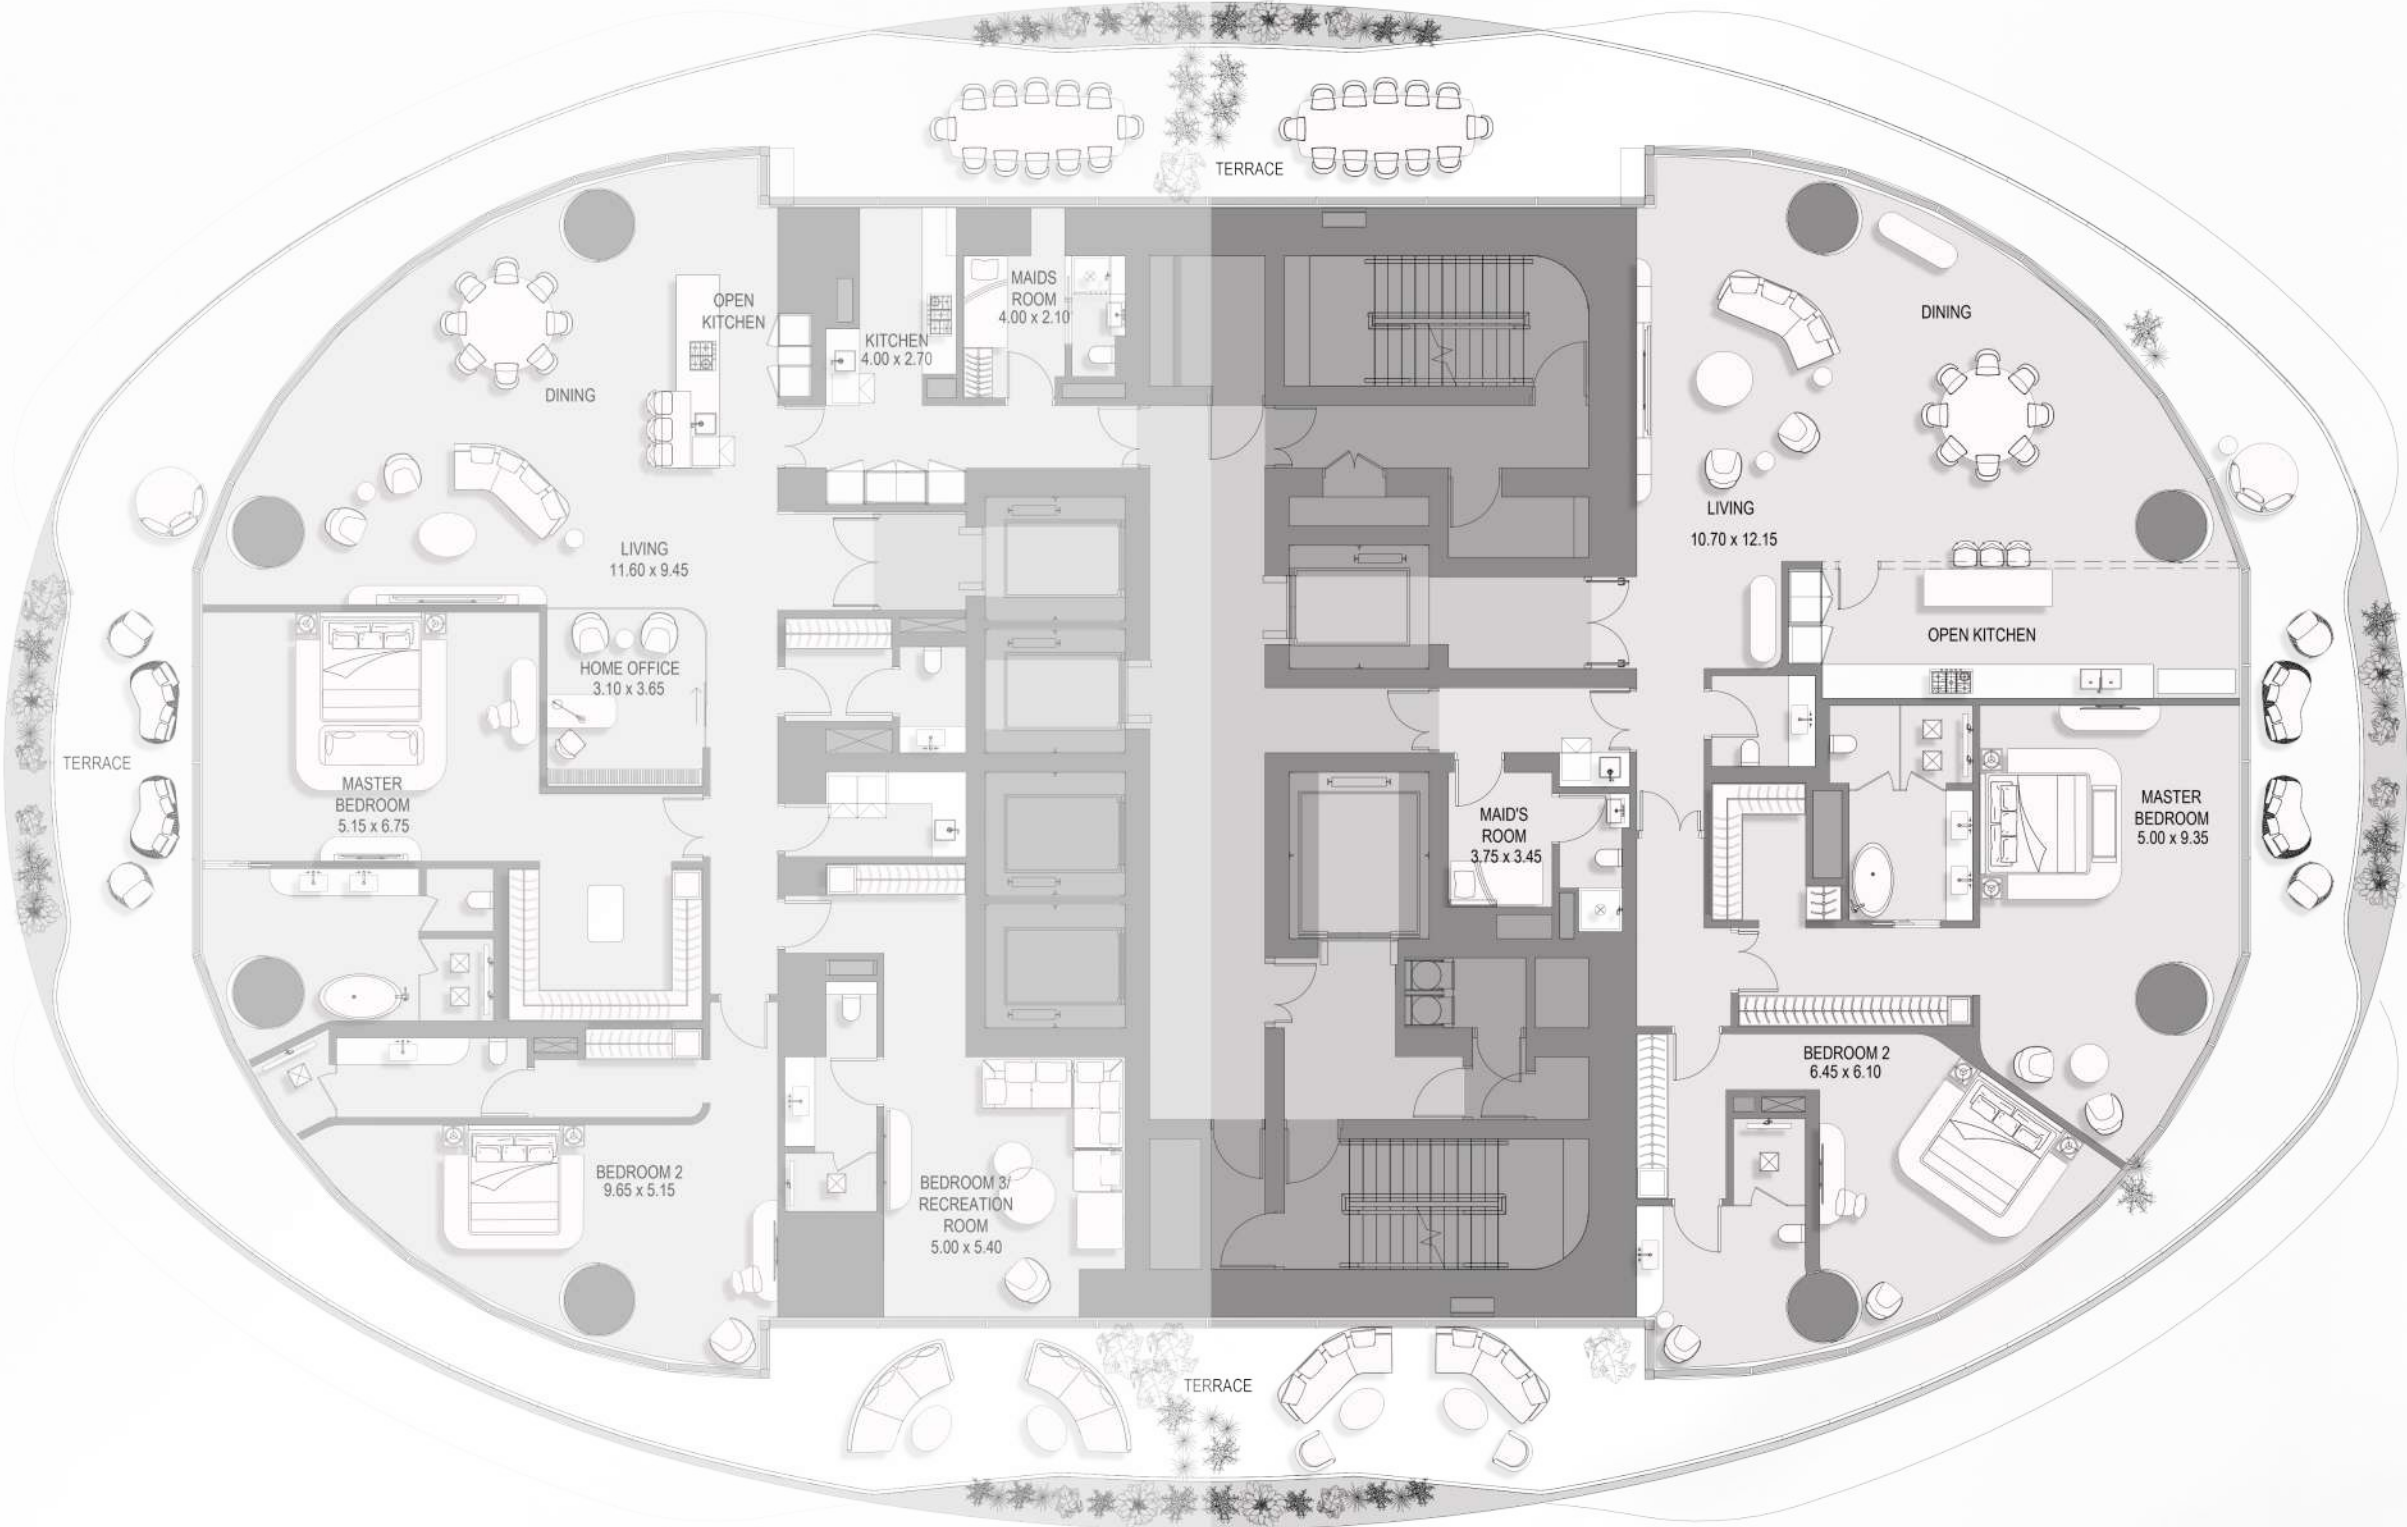 TERRACE
OPEN
KITCHEN
KITCHEN
4.00 x 2.70
MAIDS
ROOM
4.00 x 2.10
DINING
LIVING
11.60 x 9.45
HOME OFFICE
3.10 x 3.65
TERRACE
MASTER
BEDROOM
5.15 x 6.75
BEDROOM 2
9.65 x 5.15
BEDROOM 3/
RECREATION
ROOM
5.00 x 5.40
DINING
LIVING
10.70 x 12.15
OPEN KITCHEN
MAID'S
ROOM
3.75 x 3.45
MASTER
BEDROOM
5.00 x 9.35
BEDROOM 2
6.45 x 6.10
TERRACE